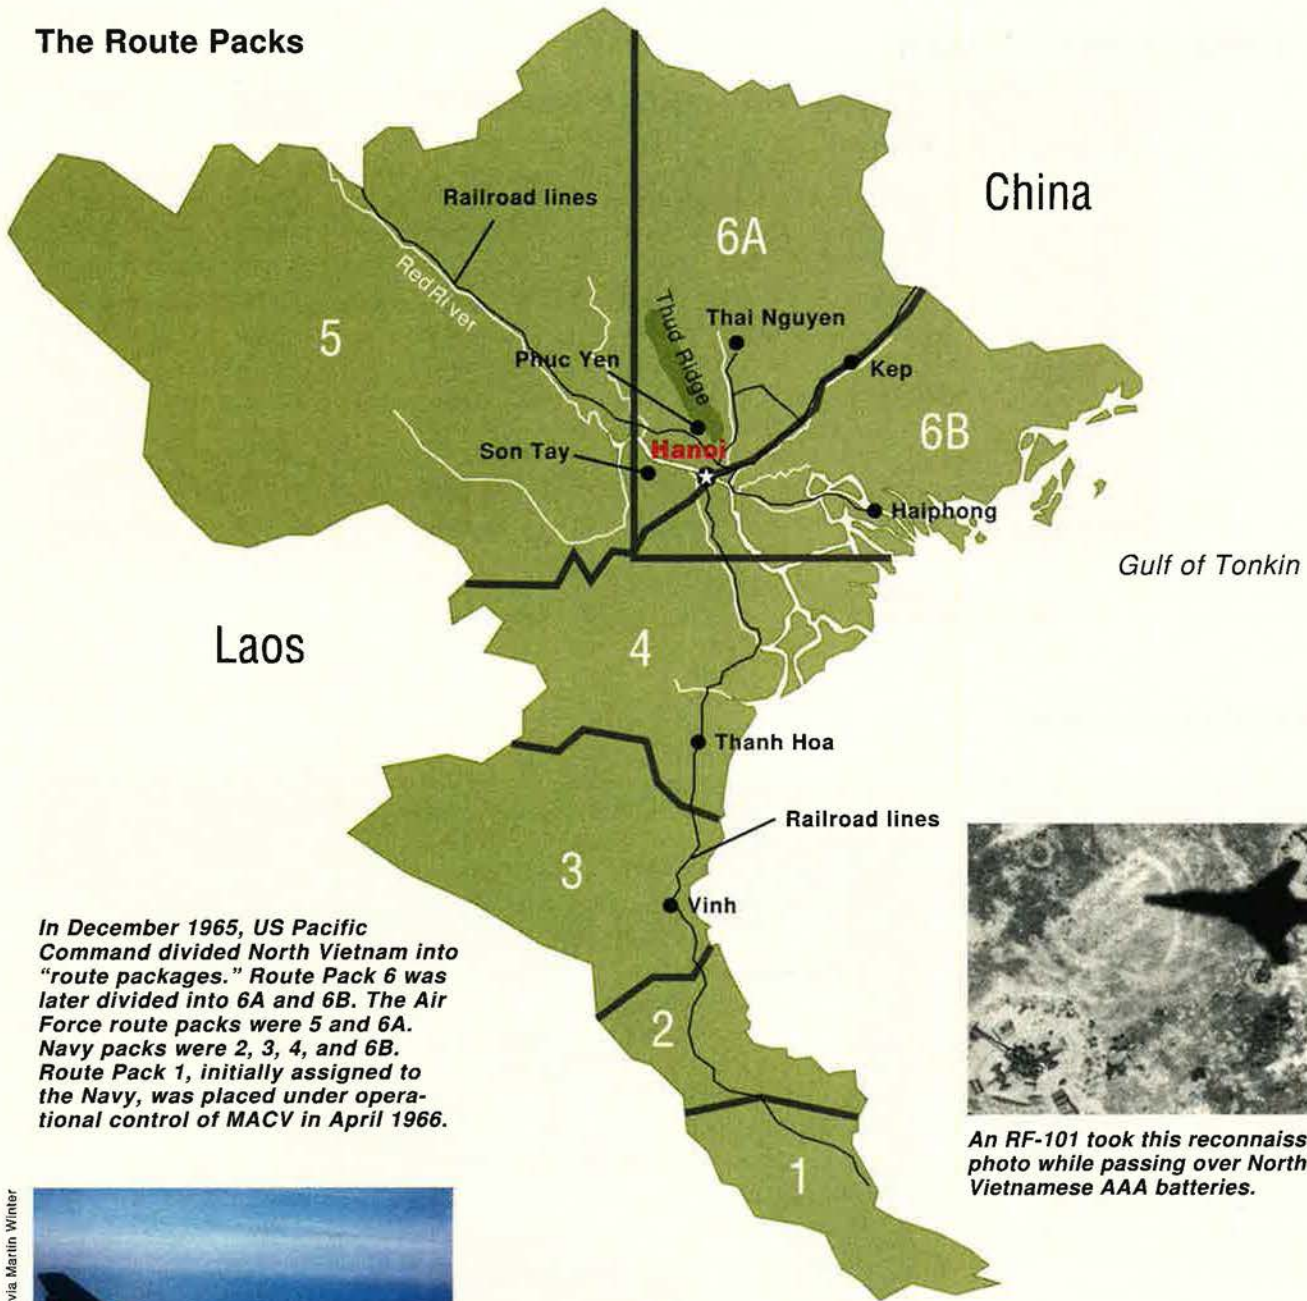 The Route Packs
China
Railroad lines
6A
Red River
Thud Ridge
Thai Nguyen
5
Phuc Yen
Kep
6B
Son Tay
Hanoi
Haiphong
Gulf of Tonkin
Laos
4
Thanh Hoa
Railroad lines
3
Vinh
In December 1965, US Pacific
Command divided North Vietnam into
“route packages.” Route Pack 6 was
later divided into 6A and 6B. The Air
Force route packs were 5 and 6A.
Navy packs were 2, 3, 4, and 6B.
Route Pack 1, initially assigned to
the Navy, was placed under opera-
tional control of MACV in April 1966.
2
1
An RF-101 took this reconnaiss
photo while passing over North
Vietnamese AAA batteries.
via Martin Winter